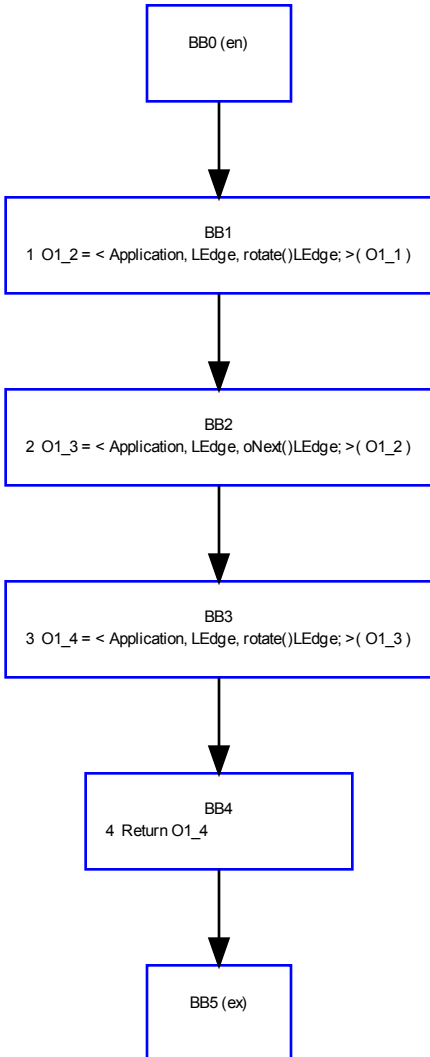 BB0 (en)
BB1
1 O1_2 = < Application, LEdge, rotate()LEdge; >( O1_1 )
BB2
2 O1_3 = < Application, LEdge, oNext()LEdge; >( O1_2 )
BB3
3 O1_4 = < Application, LEdge, rotate()LEdge; >( O1_3 )
BB4
4 Return O1_4
BB5 (ex)